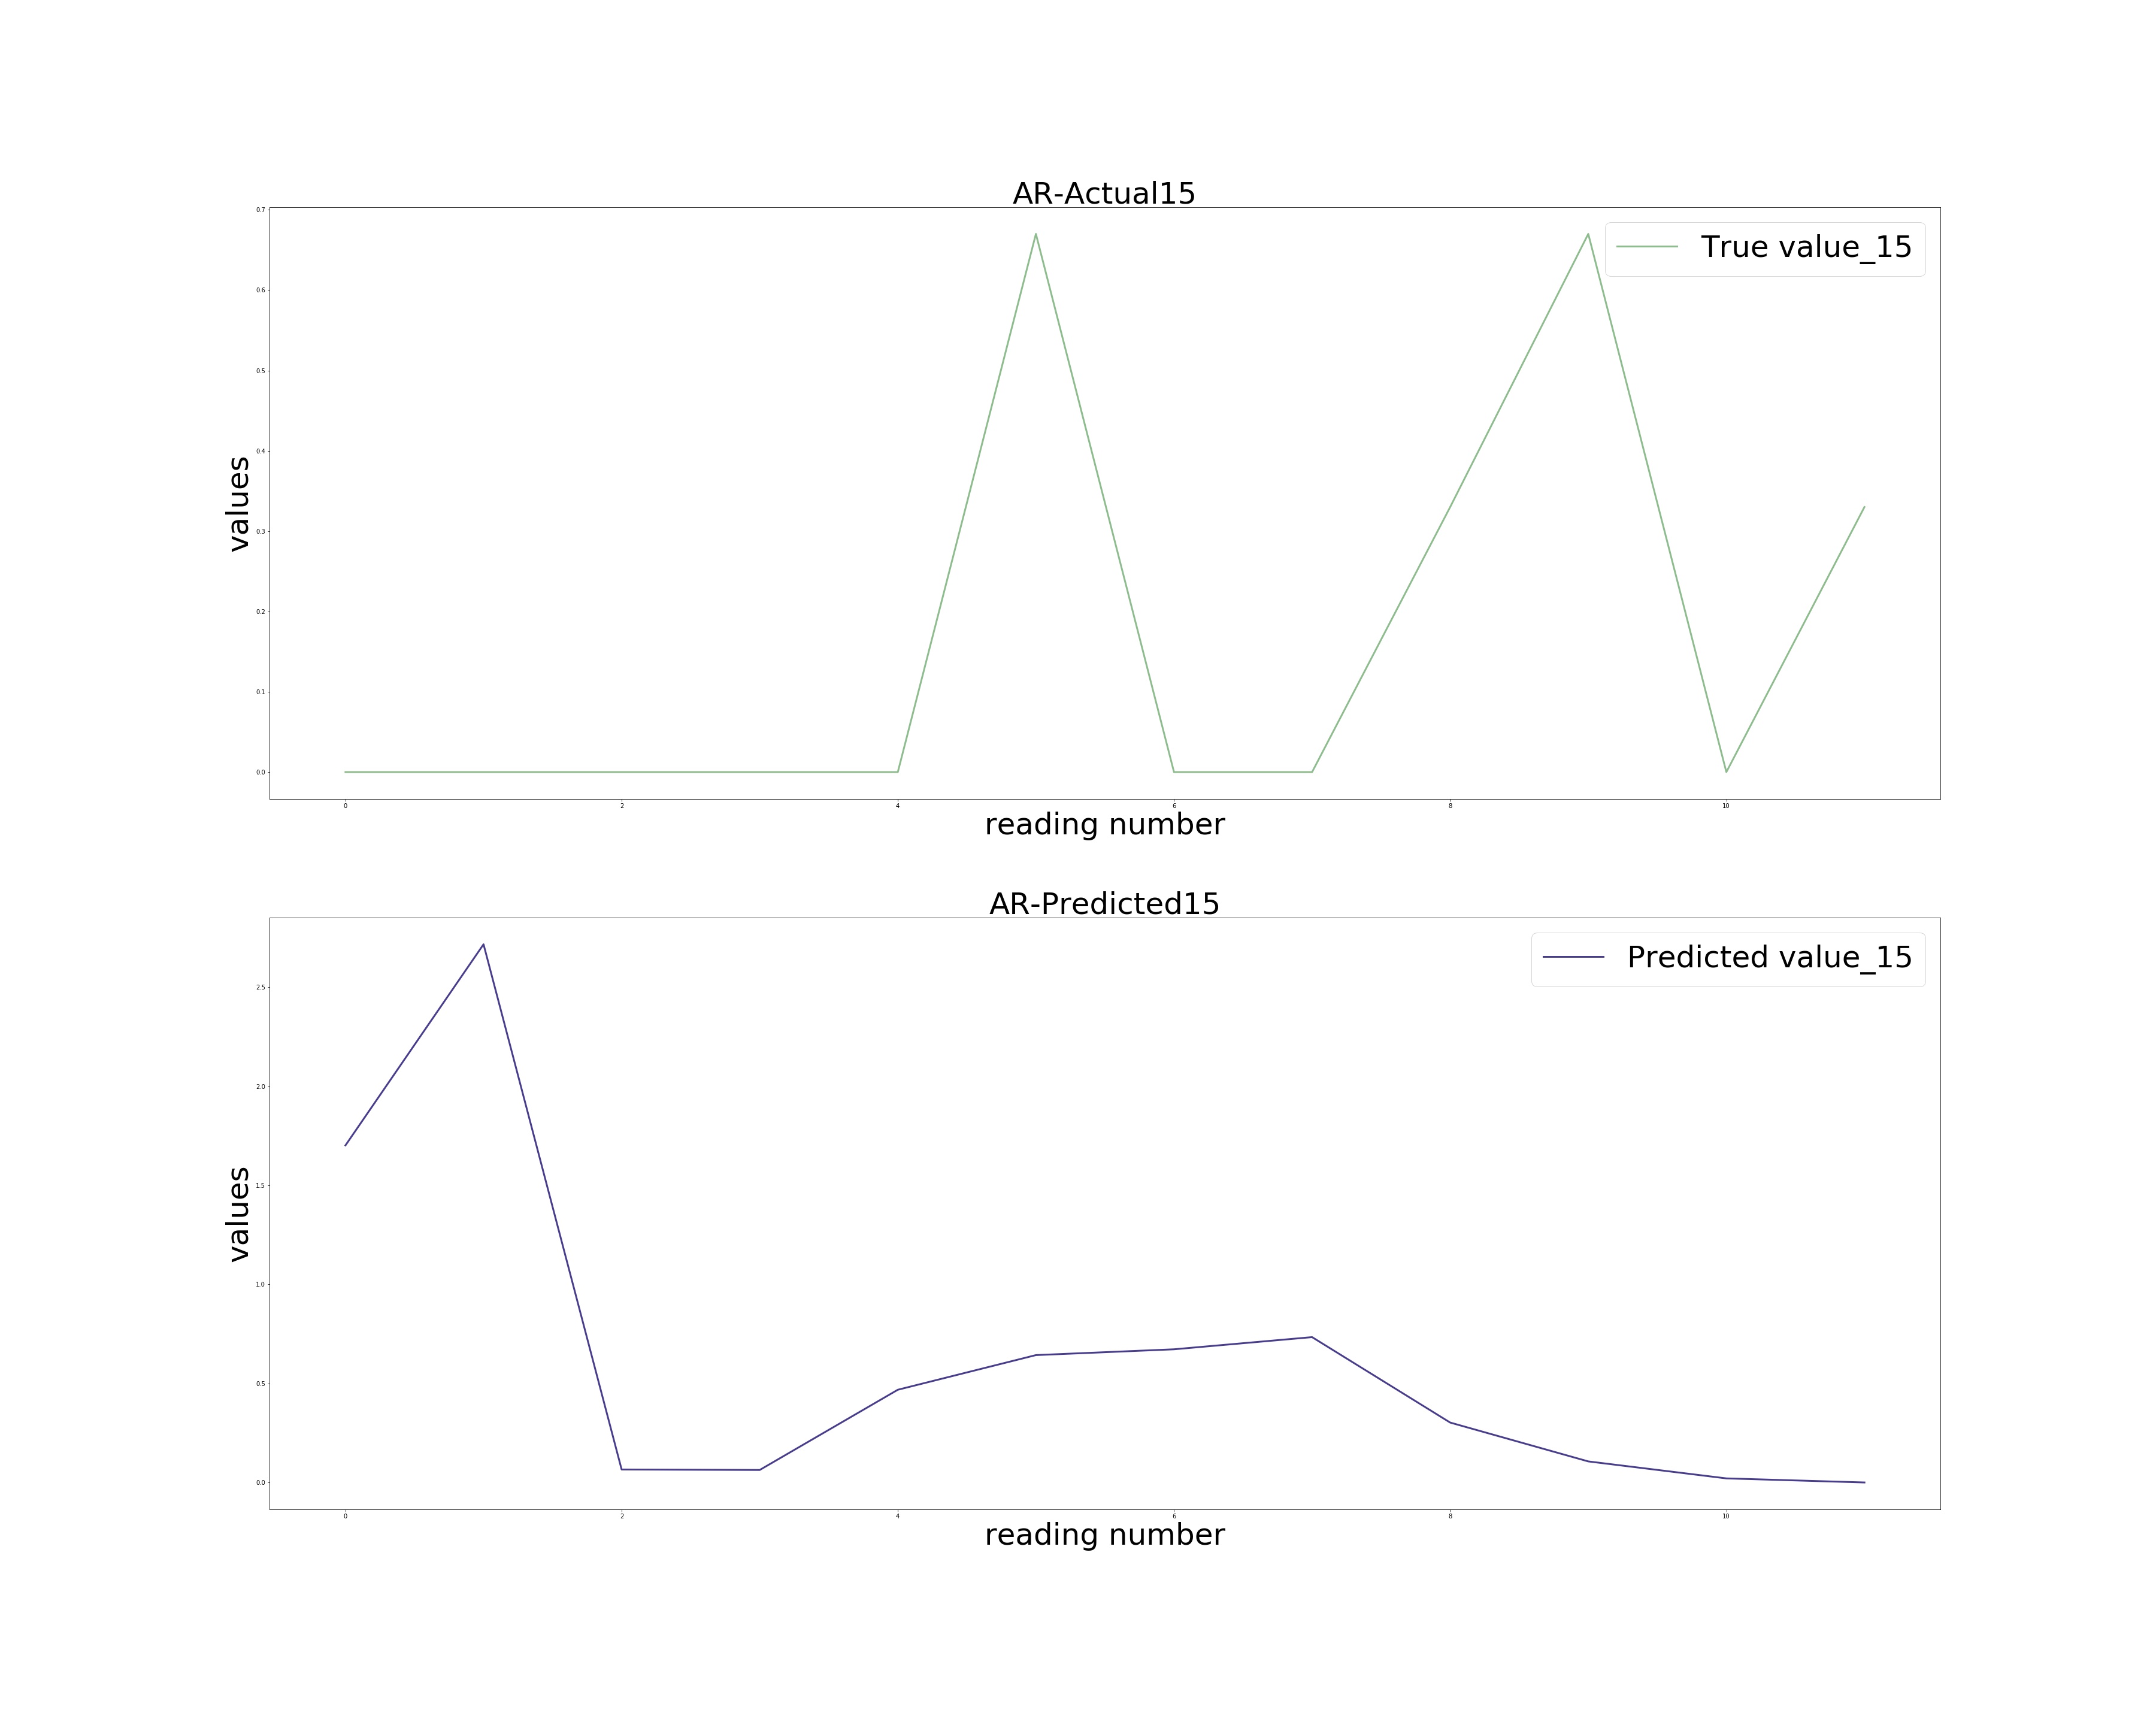 AR-Actual15
0.7
0.6
0.5
0.4
0.3
0.2
0.1
0.0
values
True value_15
0 2 4 6 8 10
reading number
AR-Predicted15
2.5
2.0
1.5
1.0
0.5
0.0
values
Predicted value_15
0 2 4 6 8 10
reading number